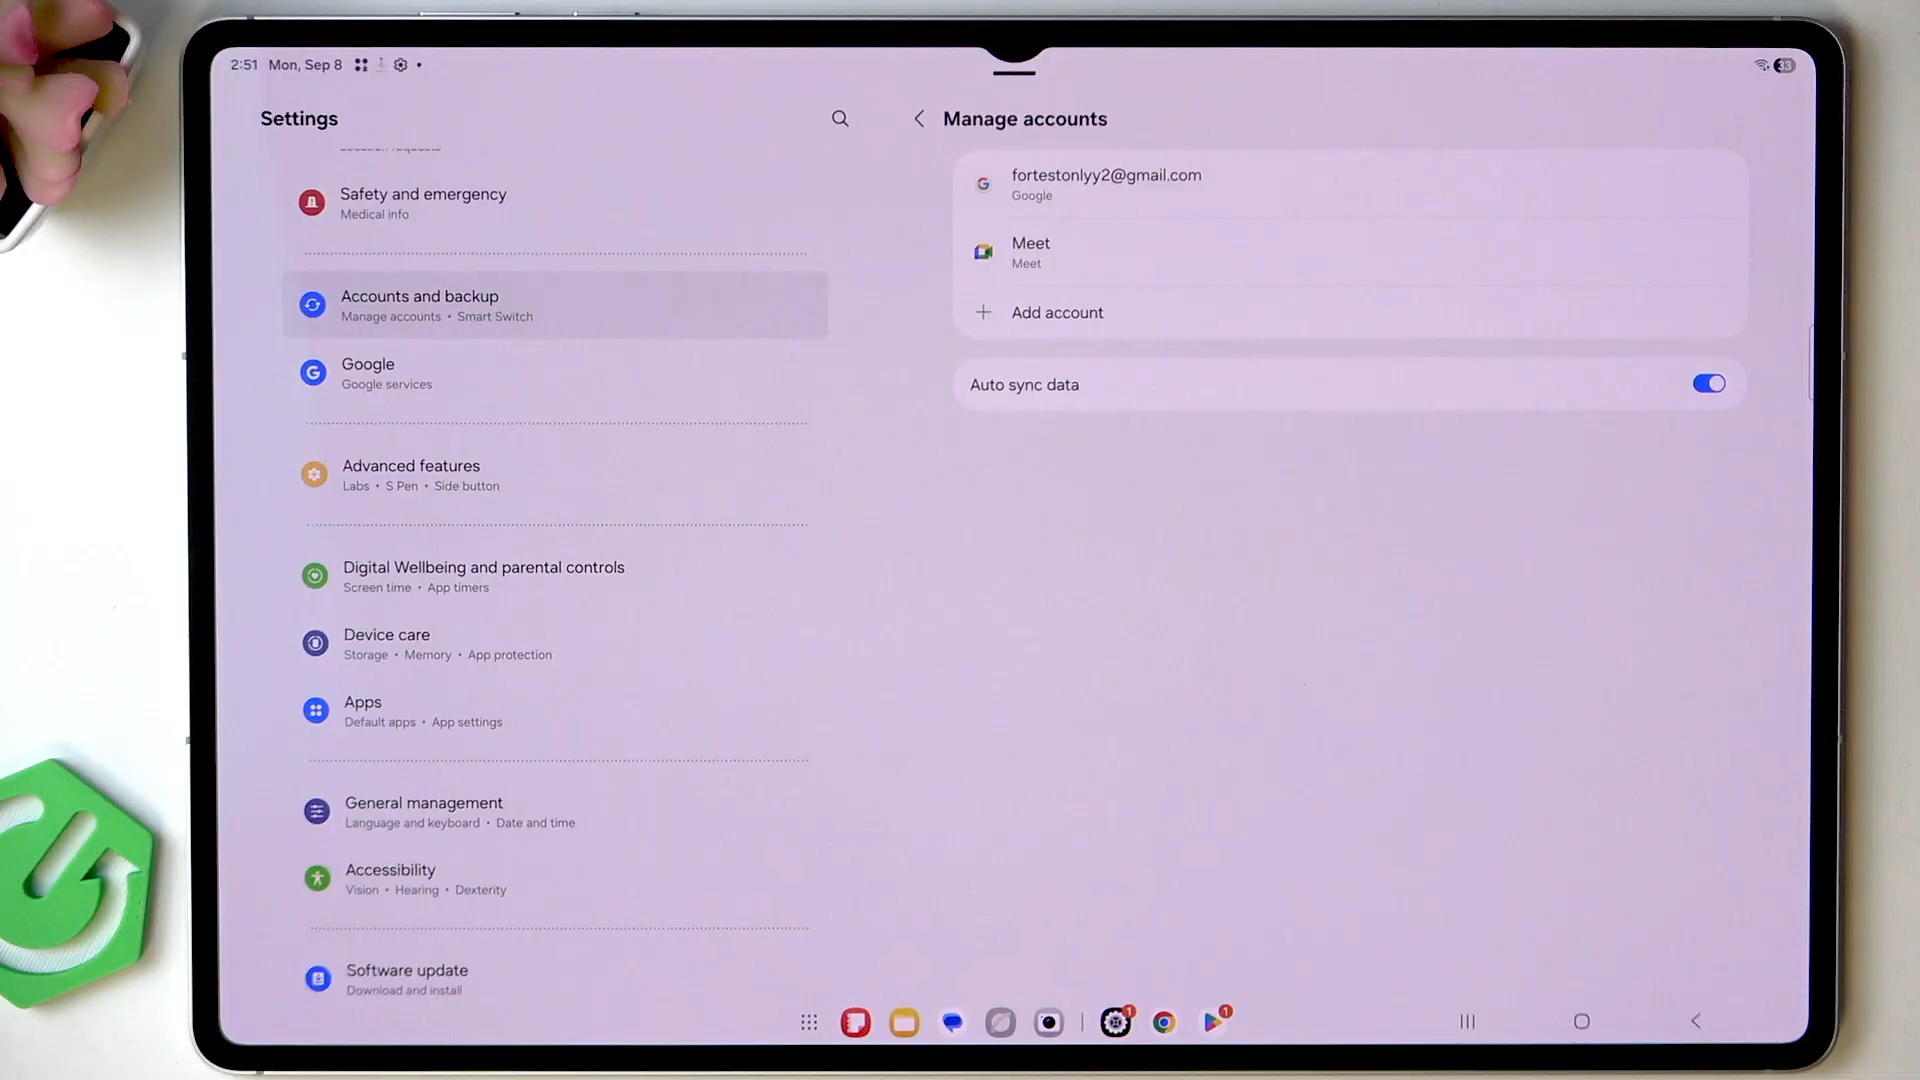 2:51 Mon, Sep 8
33
Settings
Safety and emergency
Medical info
Accounts and backup
Manage accounts • Smart Switch
Google
Google services
Advanced features
Labs • S Pen • Side button
Digital Wellbeing and parental controls
Screen time • App timers
Device care
Storage • Memory • App protection
Apps
Default apps • App settings
General management
Language and keyboard • Date and time
Accessibility
Vision • Hearing • Dexterity
Software update
Download and install
Manage accounts
fortestonlyy2@gmail.com
Google
Meet
Meet
Add account
Auto sync data
1
1